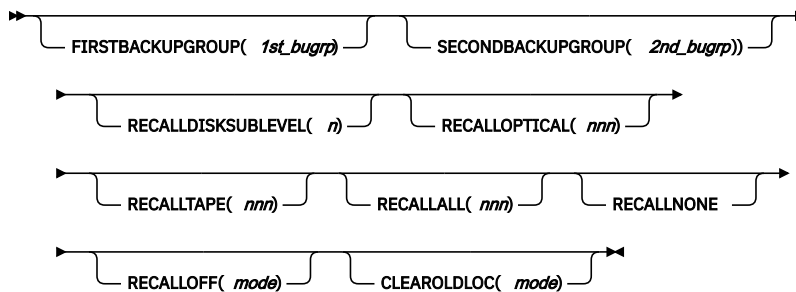 FIRSTBACKUPGROUP( 1st_bugrp) SECONDBACKUPGROUP( 2nd_bugrp))
RECALLDISKSUBLEVEL( n) RECALLOPTICAL( nnn)
RECALLTAPE( nnn) RECALLALL( nnn) RECALLNONE
RECALLOFF( mode) CLEAROLDLOC( mode)